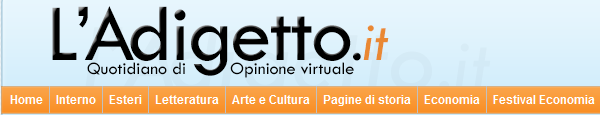 L'Adigetto.it
Quotidiano di Opinione virtuale
Home Interno Esteri Letteratura Arte e Cultura Pagine di storia Economia Festival Economia